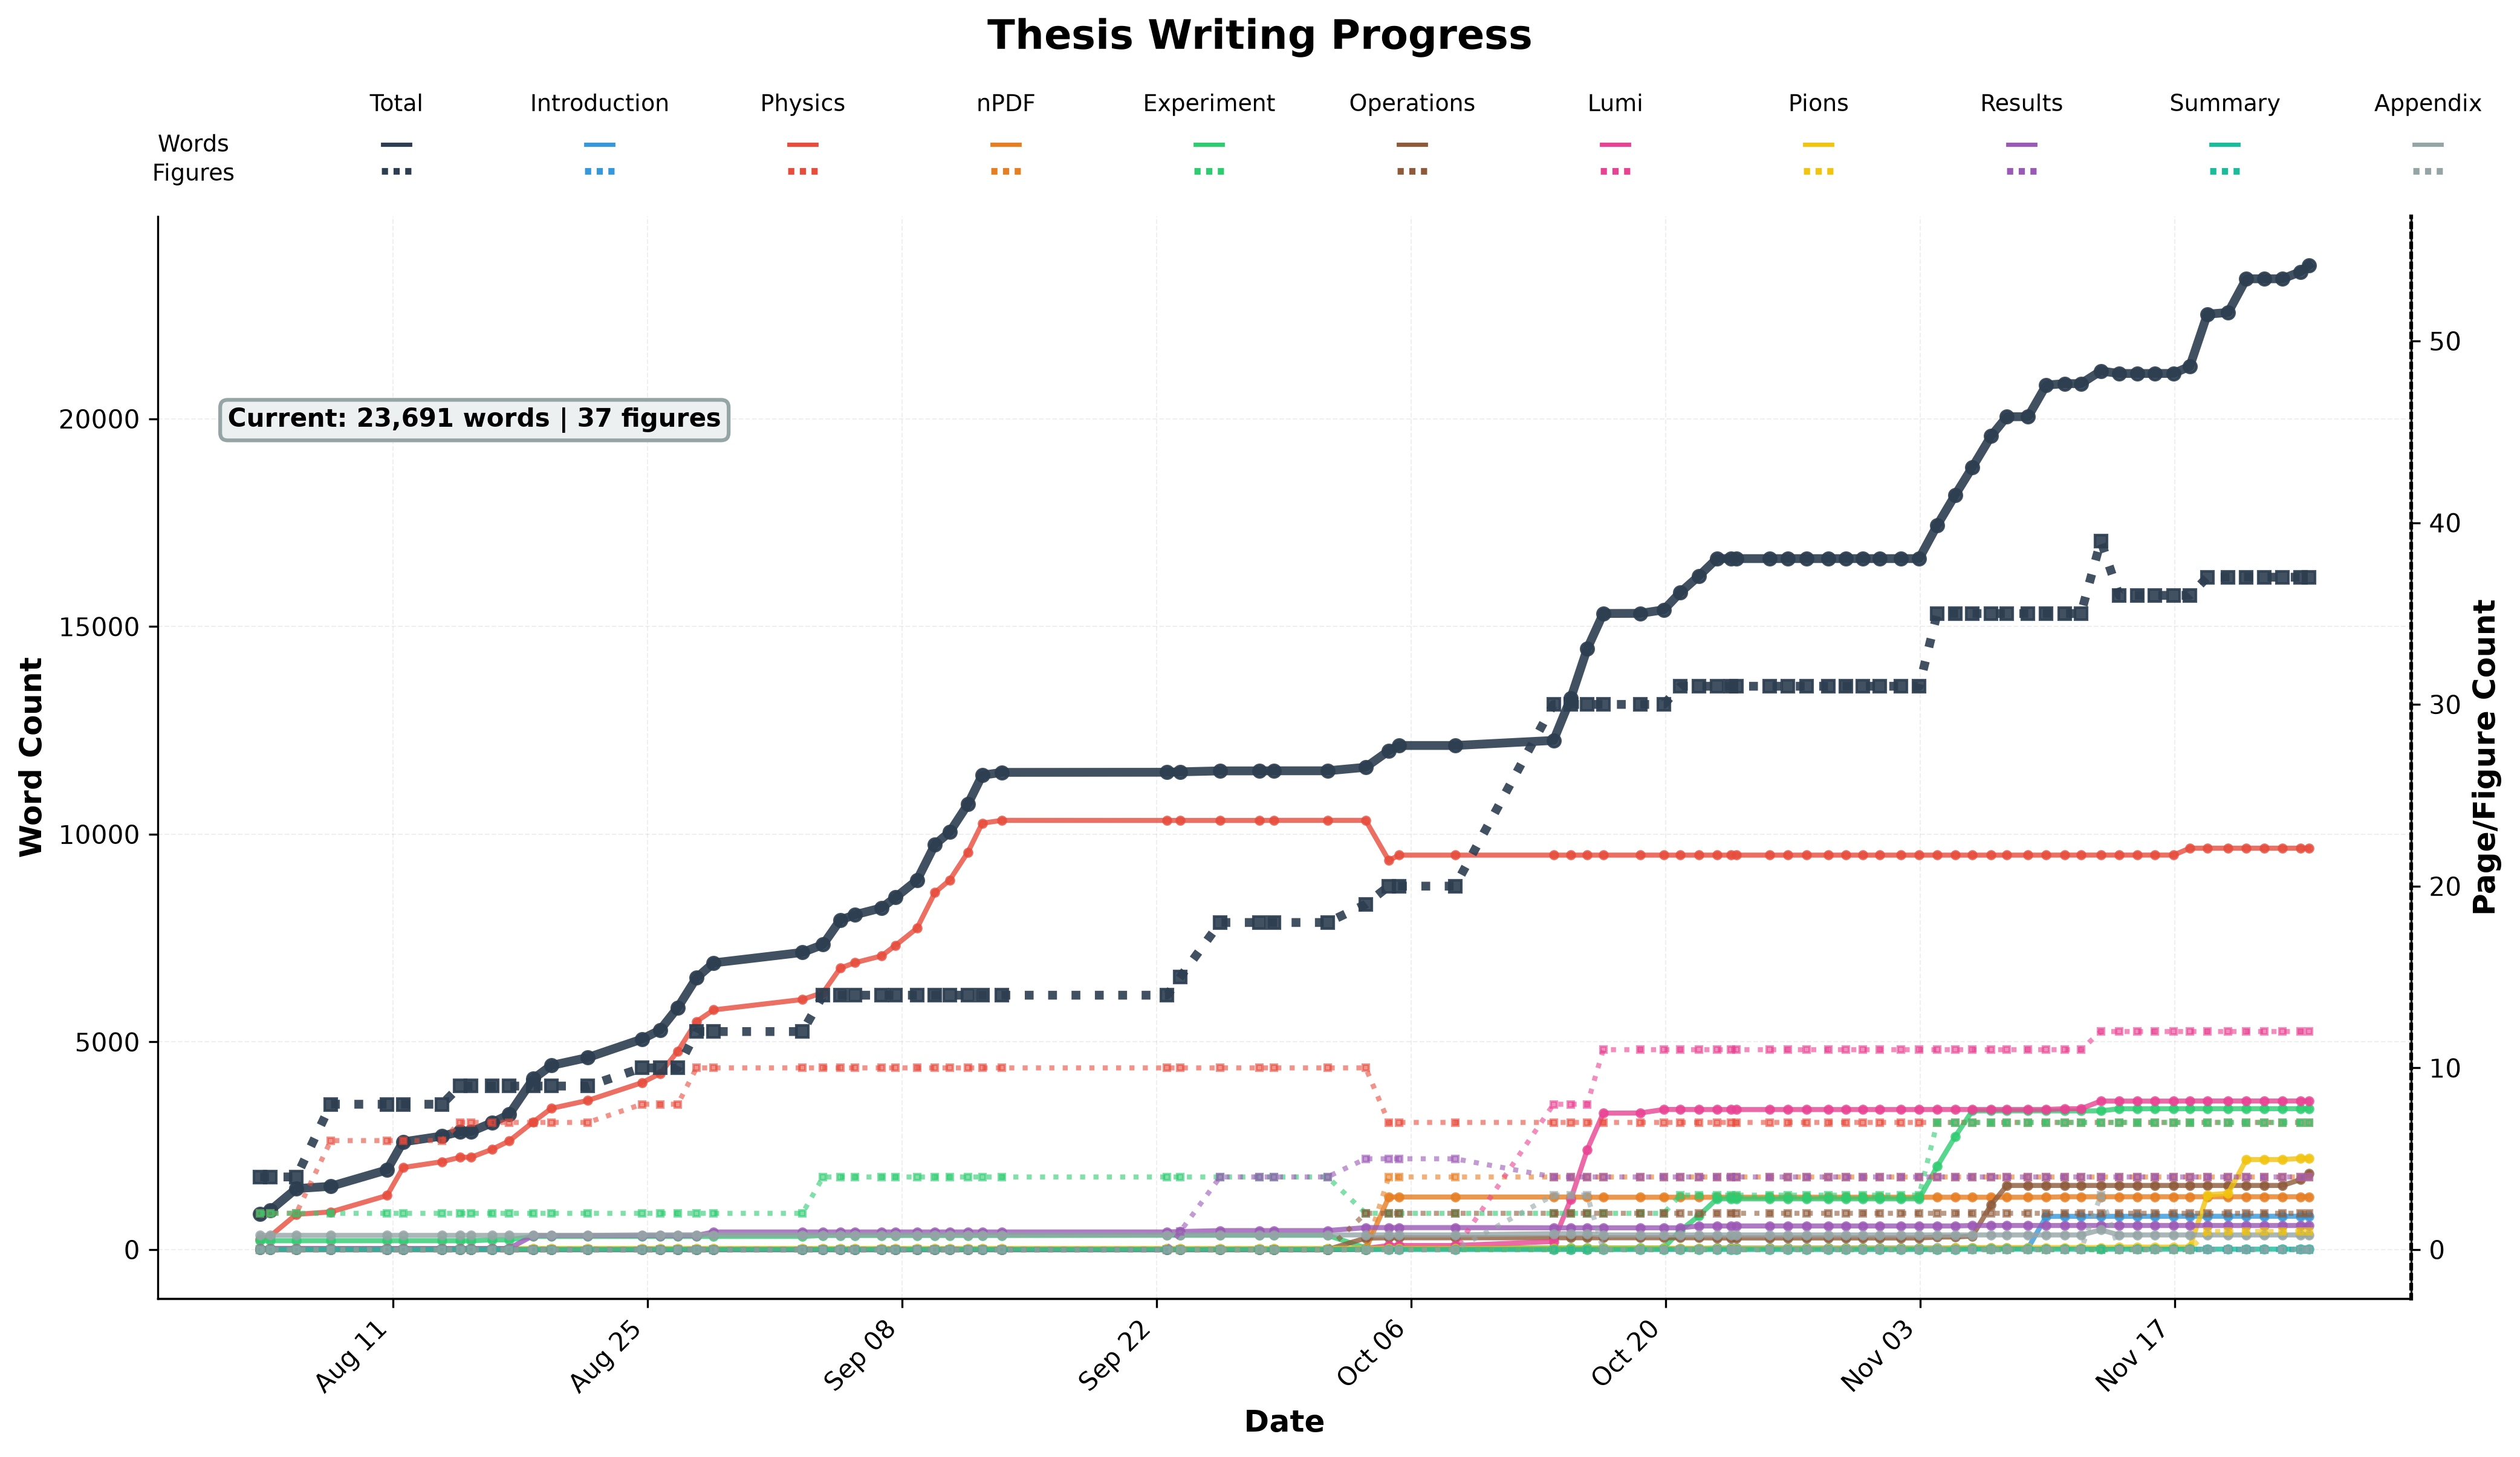 Thesis Writing Progress
Total Introduction Physics nPDF Experiment Operations Lumi Pions Results Summary Appendix
Words
Figures
Current: 23,691 words | 37 figures
Word Count
20000
15000
10000
5000
0
Page/Figure Count
50
40
30
20
10
0
Aug 11 Aug 25 Sep 08 Sep 22 Oct 06 Oct 20 Nov 03 Nov 17
Date